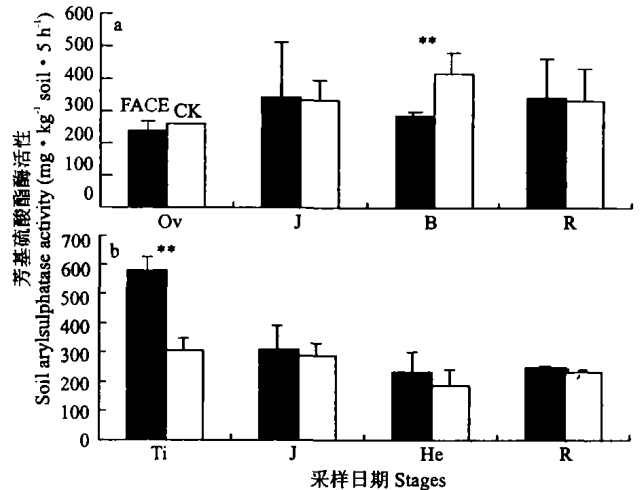 芳基硫酸酯酶活性
Soil arylsulphatase activity (mg · kg⁻¹ soil · 5 h⁻¹)
a
600
500
400
300
200
100
0
FACE
CK
**
Ov
J
B
R
b
700
600
500
400
300
200
100
0
**
Ti
J
He
R
采样日期 Stages